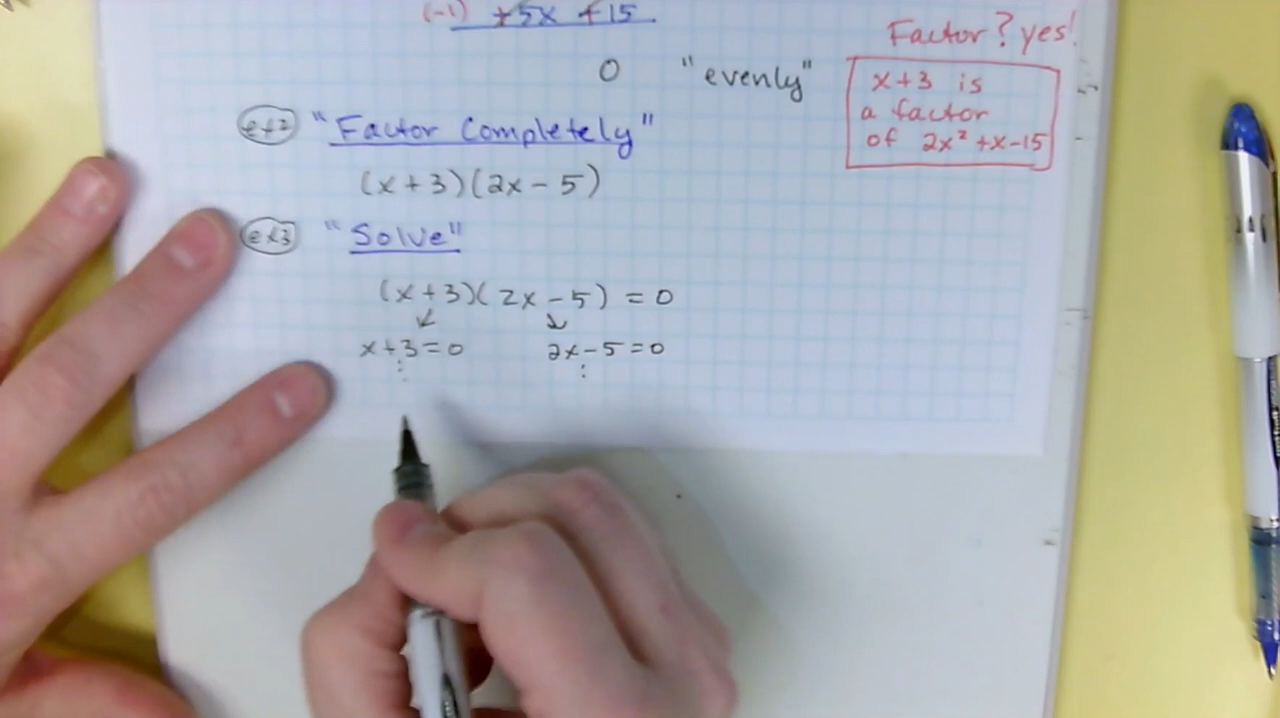 (-1) +5x +15
Factor? yes!
0 "evenly"
x+3 is
a factor
of 2x² +x-15
ex2 "Factor Completely"
(x+3)(2x-5)
ex3 "Solve"
(x+3)(2x-5) = 0
x+3=0 2x-5=0